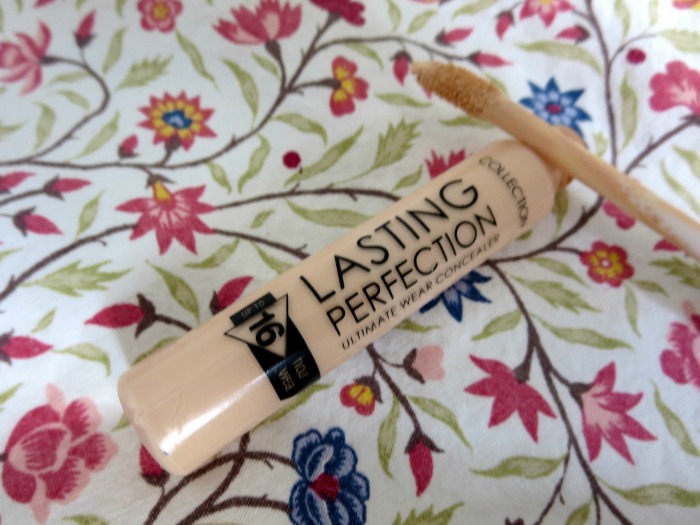 COLLECTION
LASTING
PERFECTION
ULTIMATE WEAR CONCEALER
UP TO
16
HOUR
WEAR